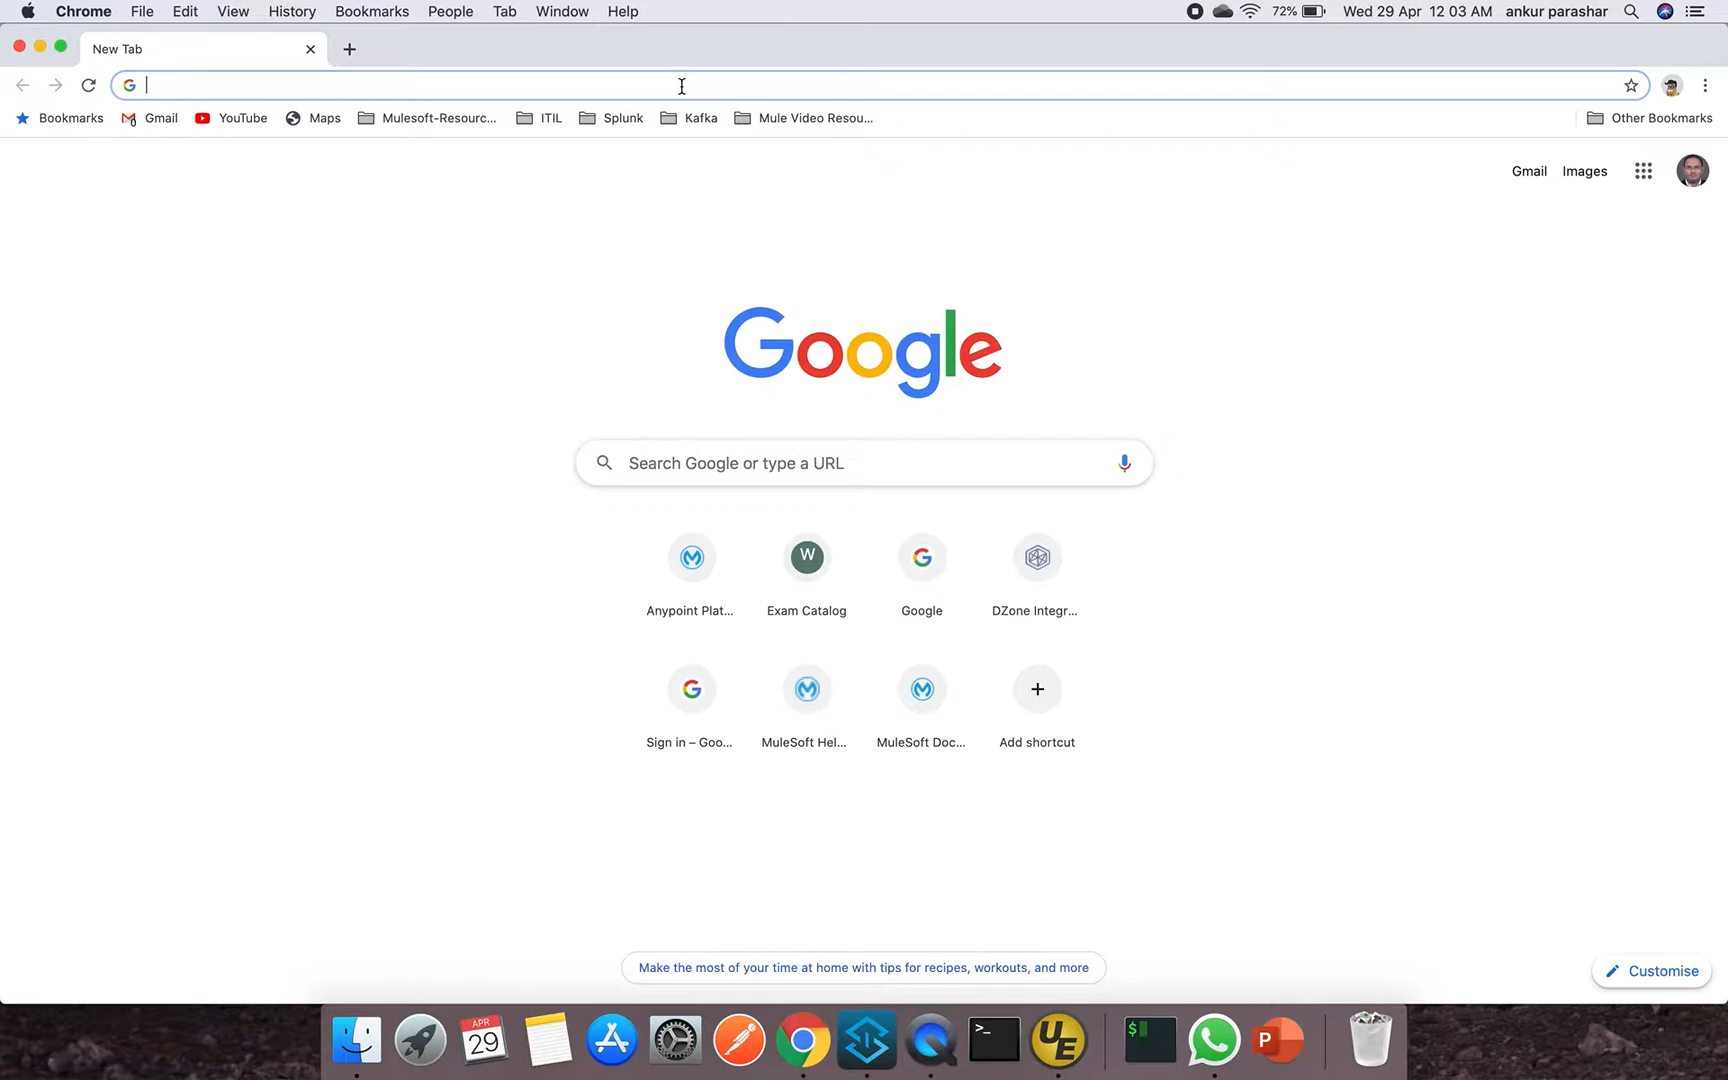 Chrome File Edit View History Bookmarks People Tab Window Help 72% Wed 29 Apr 12 03 AM ankur parashar
New Tab
Bookmarks Gmail YouTube Maps Mulesoft-Resourc... ITIL Splunk Kafka Mule Video Resou... Other Bookmarks
Gmail Images
Google
Search Google or type a URL
W
Anypoint Plat... Exam Catalog Google DZone Integr...
Sign in – Goo... MuleSoft Hel... MuleSoft Doc... Add shortcut
Make the most of your time at home with tips for recipes, workouts, and more
Customise
APR
29
>_
UE
$
P